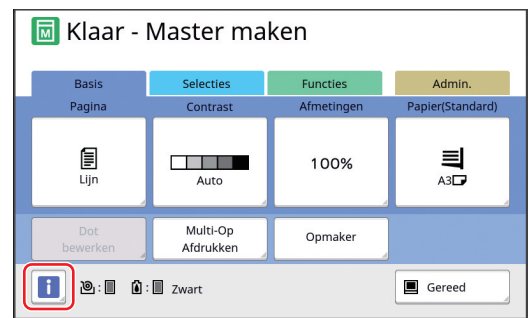 Klaar - Master maken
Basis Selecties Functies Admin.
Pagina Contrast Afmetingen Papier(Standard)
Lijn Auto 100% A3
Dot bewerken
Multi-Op Afdrukken
Opmaker
i : : Zwart Gereed